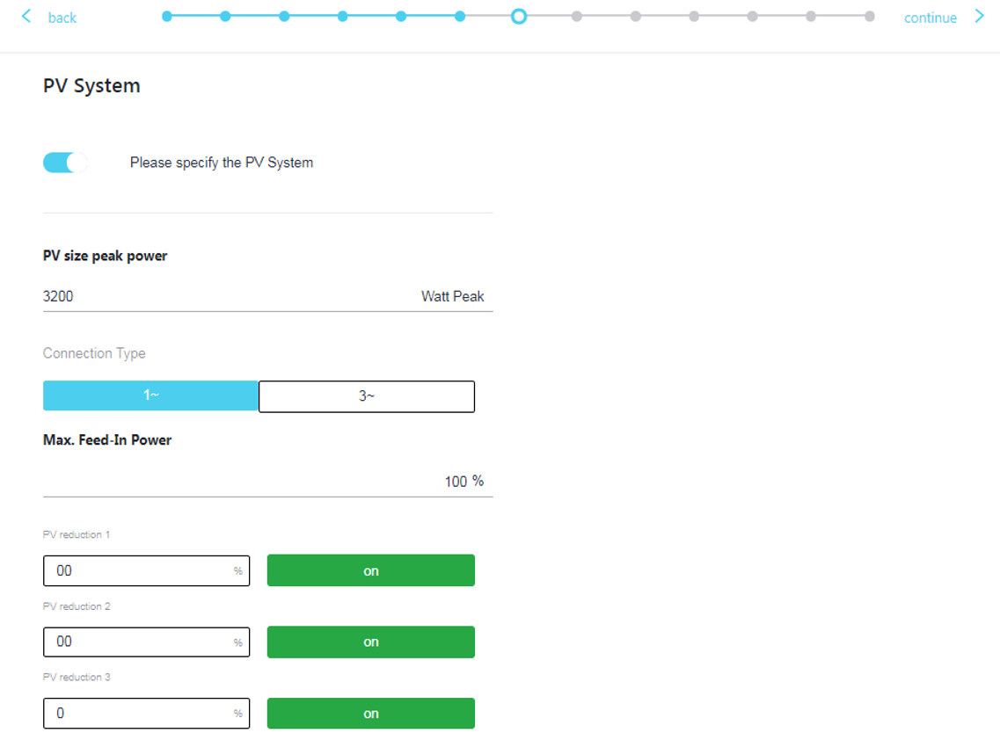 back
continue
PV System
Please specify the PV System
PV size peak power
3200 Watt Peak
Connection Type
1~ 3~
Max. Feed-In Power
100 %
PV reduction 1
00 % on
PV reduction 2
00 % on
PV reduction 3
0 % on